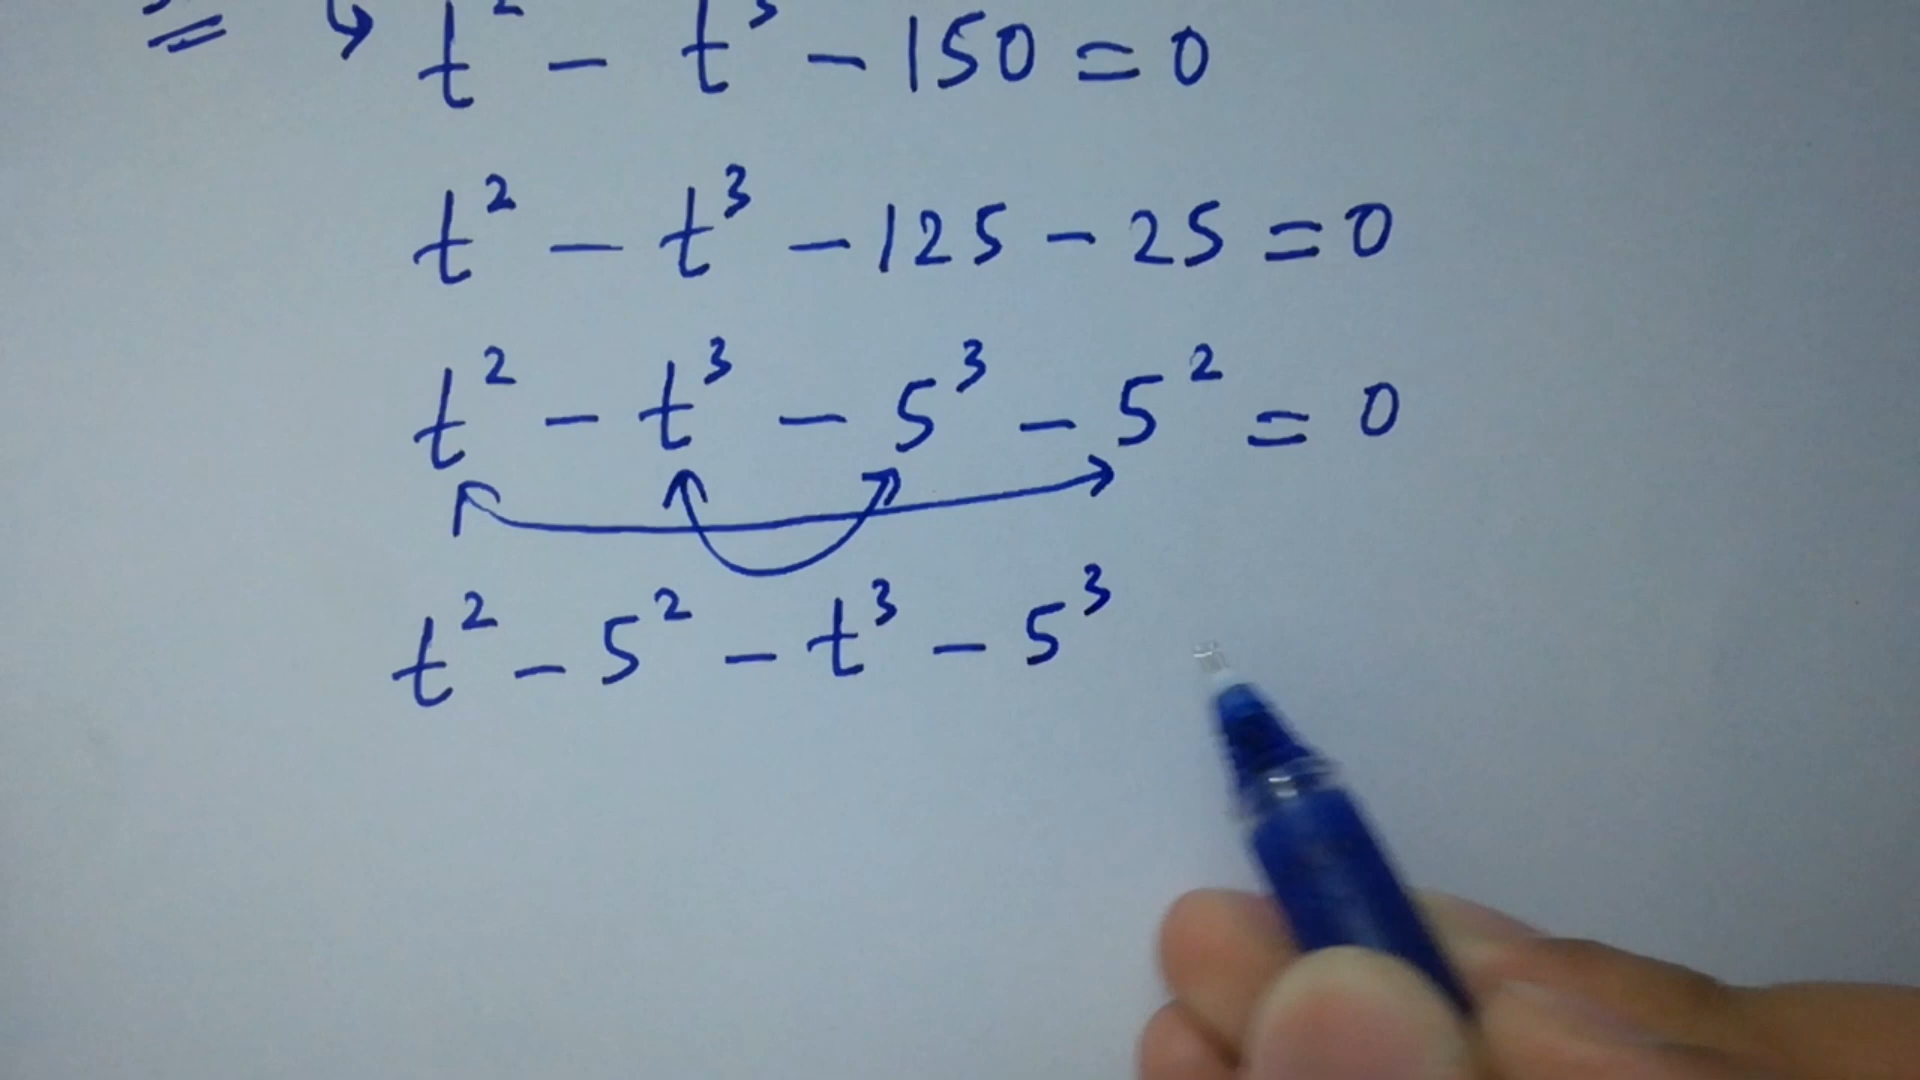 t² - t³ - 150 = 0
t² - t³ - 125 - 25 = 0
t² - t³ - 5³ - 5² = 0
t² - 5² - t³ - 5³